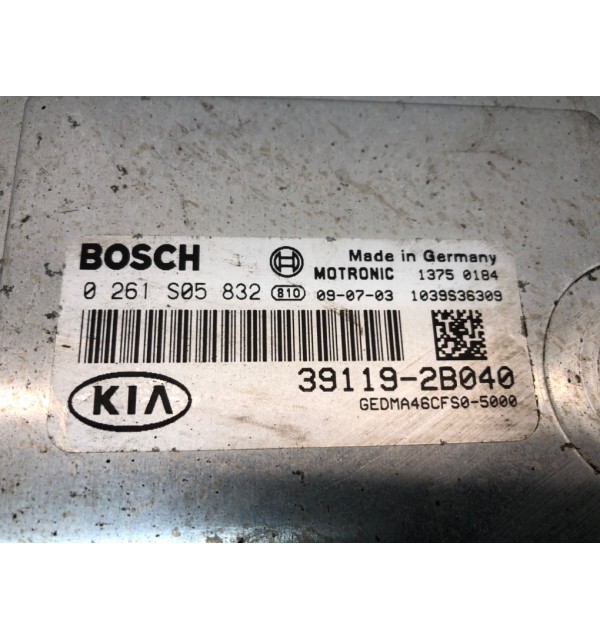 BOSCH
Made in Germany
MOTRONIC 1375 0184
0 261 S05 832 810 09-07-03 1039S36309
39119-2B040
KIA
GEDMA46CFS0-5000